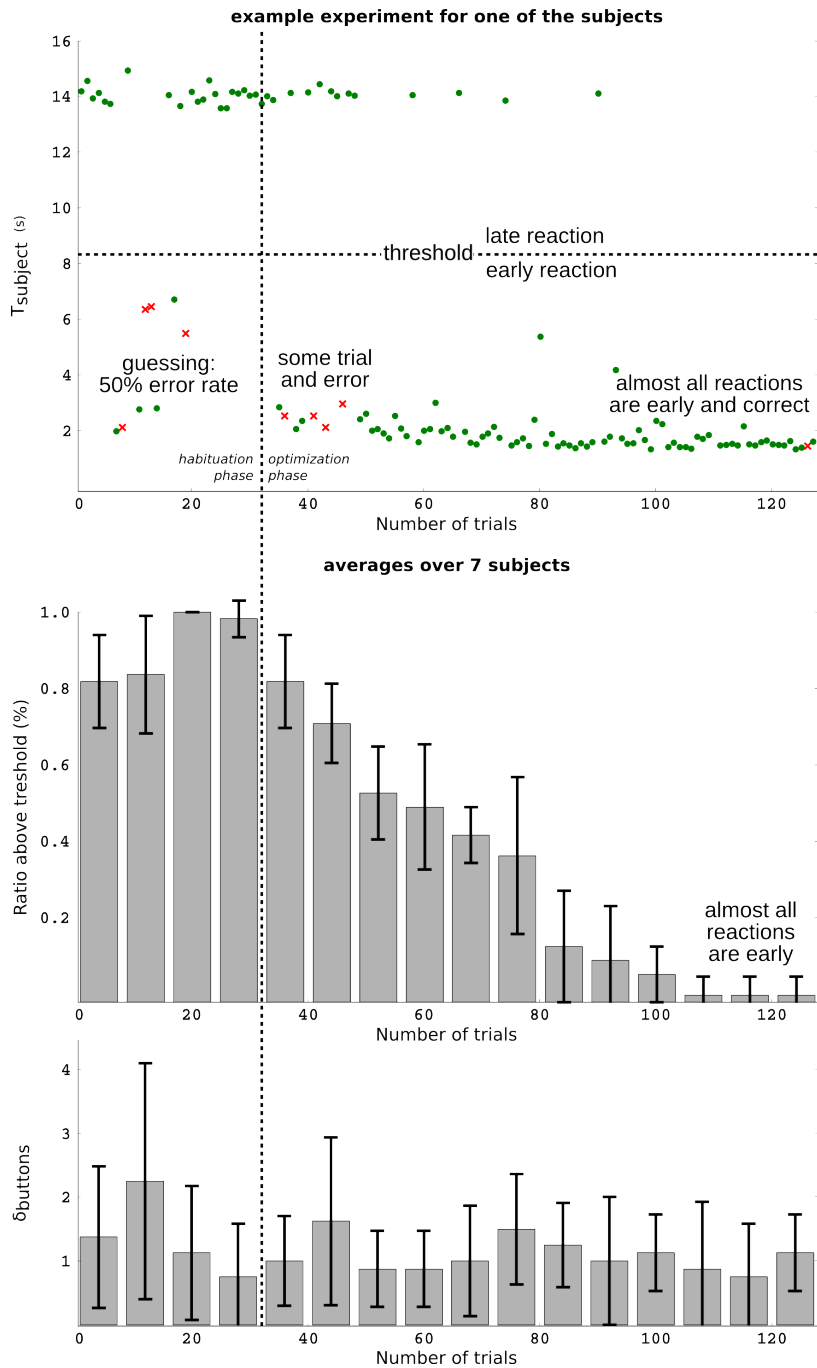 example experiment for one of the subjects
16
14
12
10
8
6
4
2
T subject (s)
late reaction
threshold
early reaction
guessing:
50% error rate
some trial
and error
almost all reactions
are early and correct
habituation
phase
optimization
phase
0 20 40 60 80 100 120
Number of trials
averages over 7 subjects
1.0
0.8
0.6
0.4
0.2
Ratio above treshold (%)
almost all
reactions
are early
0 20 40 60 80 100 120
Number of trials
4
3
2
1
δbuttons
0 20 40 60 80 100 120
Number of trials